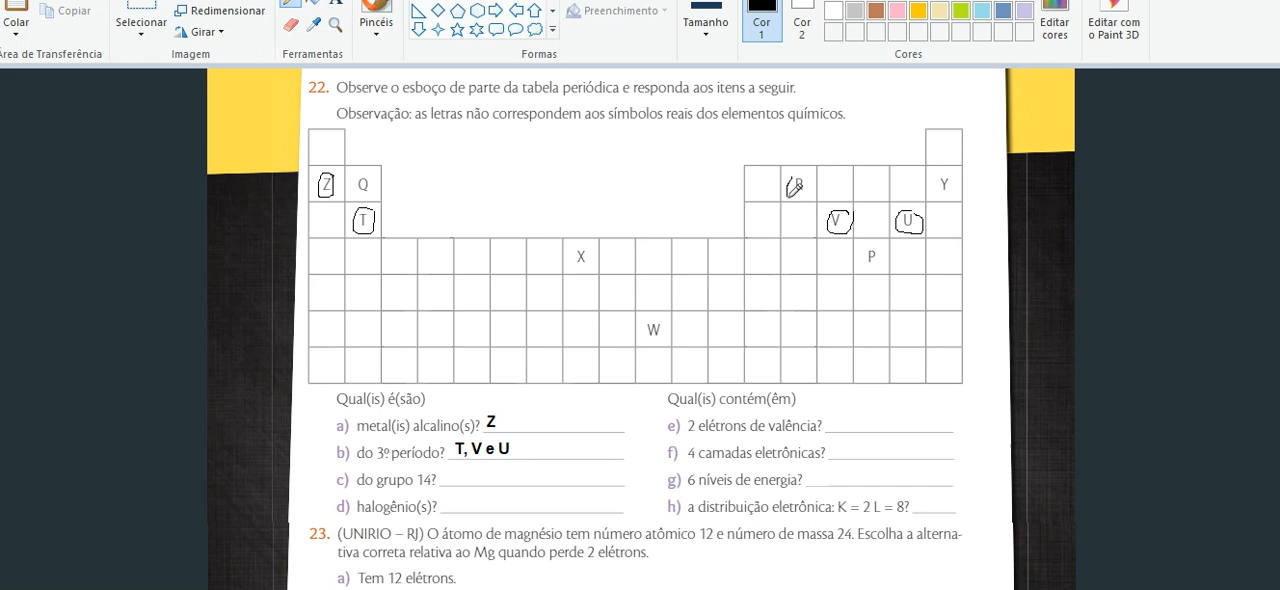 Colar
Copiar
Selecionar
Redimensionar
Girar
Pincéis
Preenchimento
Tamanho
Cor
1
Cor
2
Editar
cores
Editar com
o Paint 3D
Área de Transferência
Imagem
Ferramentas
Formas
Cores
22. Observe o esboço de parte da tabela periódica e responda aos itens a seguir.
Observação: as letras não correspondem aos símbolos reais dos elementos químicos.
Z Q Y
T V U
X P
W
Qual(is) é(são)
a) metal(is) alcalino(s)? Z
b) do 3º período? T, V e U
c) do grupo 14?
d) halogênio(s)?
Qual(is) contém(êm)
e) 2 elétrons de valência?
f) 4 camadas eletrônicas?
g) 6 níveis de energia?
h) a distribuição eletrônica: K = 2 L = 8?
23. (UNIRIO – RJ) O átomo de magnésio tem número atômico 12 e número de massa 24. Escolha a alterna-
tiva correta relativa ao Mg quando perde 2 elétrons.
a) Tem 12 elétrons.